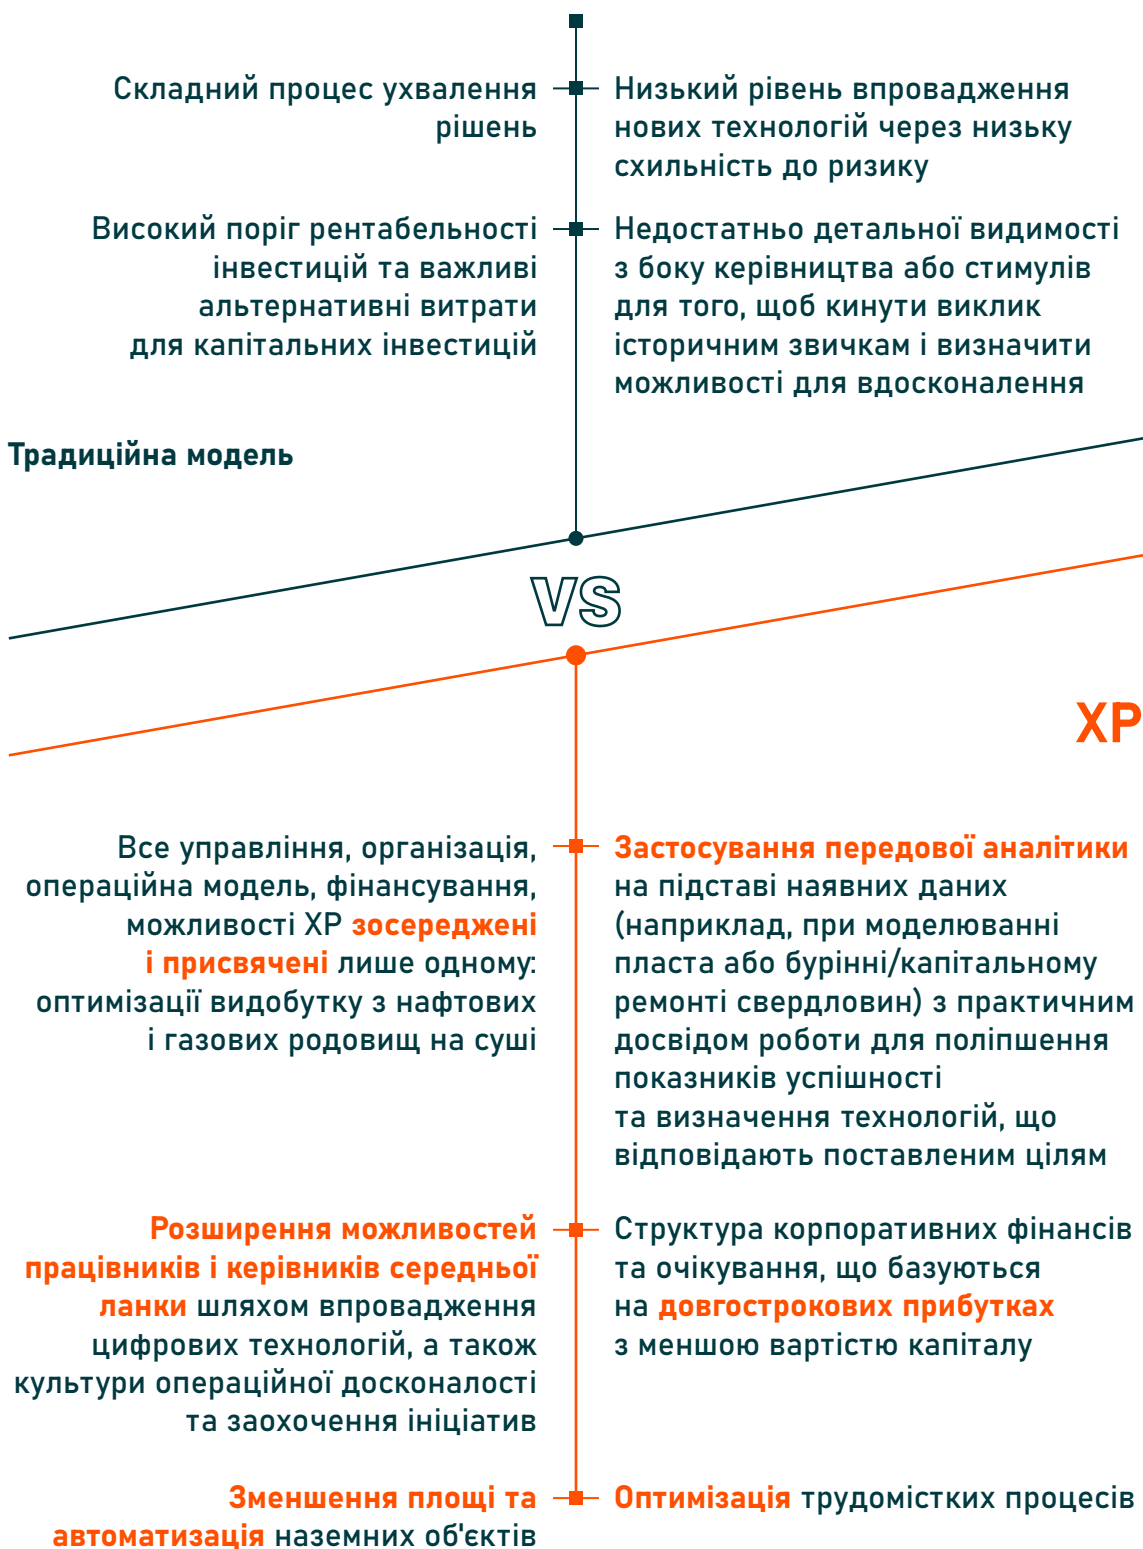 Складний процес ухвалення
рішень
Низький рівень впровадження
нових технологій через низьку
схильність до ризику
Високий поріг рентабельності
інвестицій та важливі
альтернативні витрати
для капітальних інвестицій
Недостатньо детальної видимості
з боку керівництва або стимулів
для того, щоб кинути виклик
історичним звичкам і визначити
можливості для вдосконалення
Традиційна модель
VS
XP
Все управління, організація,
операційна модель, фінансування,
можливості XP зосереджені
і присвячені лише одному:
оптимізації видобутку з нафтових
і газових родовищ на суші
Застосування передової аналітики
на підставі наявних даних
(наприклад, при моделюванні
пласта або бурінні/капітальному
ремонті свердловин) з практичним
досвідом роботи для поліпшення
показників успішності
та визначення технологій, що
відповідають поставленим цілям
Розширення можливостей
працівників і керівників середньої
ланки шляхом впровадження
цифрових технологій, а також
культури операційної досконалості
та заохочення ініціатив
Структура корпоративних фінансів
та очікування, що базуються
на довгострокових прибутках
з меншою вартістю капіталу
Зменшення площі та
автоматизація наземних об'єктів
Оптимізація трудомістких процесів